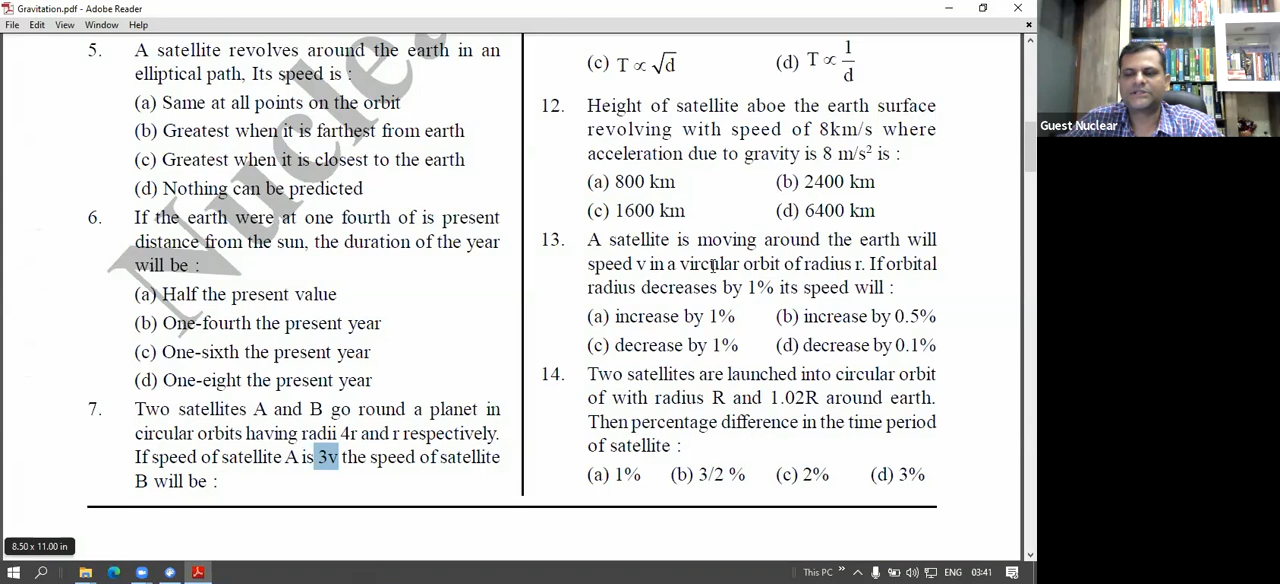 Gravitation.pdf - Adobe Reader
File Edit View Window Help
5. A satellite revolves around the earth in an
elliptical path, Its speed is :
(a) Same at all points on the orbit
(b) Greatest when it is farthest from earth
(c) Greatest when it is closest to the earth
(d) Nothing can be predicted
6. If the earth were at one fourth of is present
distance from the sun, the duration of the year
will be :
(a) Half the present value
(b) One-fourth the present year
(c) One-sixth the present year
(d) One-eight the present year
7. Two satellites A and B go round a planet in
circular orbits having radii 4r and r respectively.
If speed of satellite A is 3v the speed of satellite
B will be :
(c) T ∝ √d (d) T ∝ 1/d
12. Height of satellite aboe the earth surface
revolving with speed of 8km/s where
acceleration due to gravity is 8 m/s² is :
(a) 800 km (b) 2400 km
(c) 1600 km (d) 6400 km
13. A satellite is moving around the earth will
speed v in a vircular orbit of radius r. If orbital
radius decreases by 1% its speed will :
(a) increase by 1% (b) increase by 0.5%
(c) decrease by 1% (d) decrease by 0.1%
14. Two satellites are launched into circular orbit
of with radius R and 1.02R around earth.
Then percentage difference in the time period
of satellite :
(a) 1% (b) 3/2 % (c) 2% (d) 3%
Nuclea
Guest Nuclear
8.50 x 11.00 in
This PC » ENG 03:41